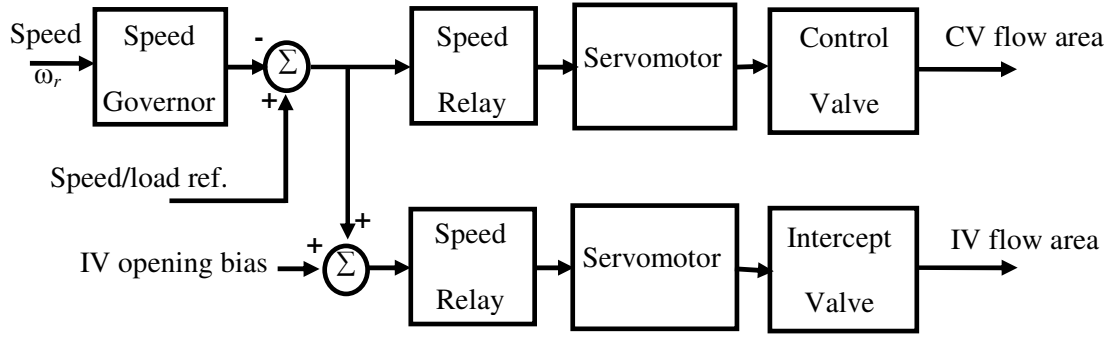 Speed
ω_r
Speed
Governor
-
Σ
+
Speed
Relay
Servomotor
Control
Valve
CV flow area
Speed/load ref.
+
+
IV opening bias
Σ
Speed
Relay
Servomotor
Intercept
Valve
IV flow area